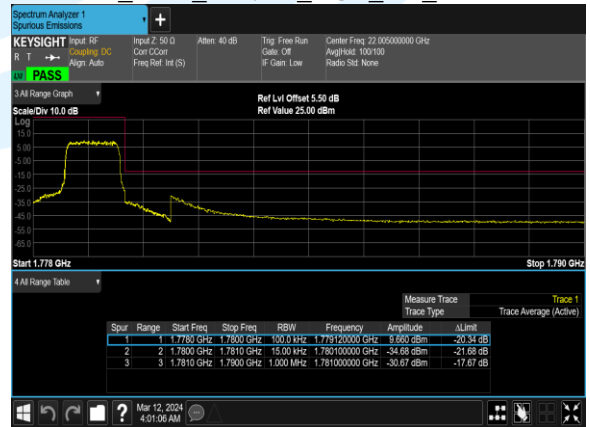 Spectrum Analyzer 1
Spurious Emissions
+
KEYSIGHT Input: RF Input Z: 50 Ω Atten: 40 dB Trig: Free Run Center Freq: 22.005000000 GHz
R T Coupling: DC Corr CCorr Gate: Off Avg|Hold: 100/100
Align: Auto Freq Ref: Int (S) IF Gain: Low Radio Std: None
PASS
3 All Range Graph
Ref Lvl Offset 5.50 dB
Scale/Div 10.0 dB Ref Value 25.00 dBm
Log
15.0
5.00
-5.00
-15.0
-25.0
-35.0
-45.0
-55.0
-65.0
Start 1.778 GHz Stop 1.790 GHz
4 All Range Table
Measure Trace Trace 1
Trace Type Trace Average (Active)
Spur Range Start Freq Stop Freq RBW Frequency Amplitude ΔLimit
1 1 1.7780 GHz 1.7800 GHz 100.0 kHz 1.779120000 GHz 9.660 dBm -20.34 dB
2 2 1.7800 GHz 1.7810 GHz 15.00 kHz 1.780100000 GHz -34.68 dBm -21.68 dB
3 3 1.7810 GHz 1.7900 GHz 1.000 MHz 1.781000000 GHz -30.67 dBm -17.67 dB
?
Mar 12, 2024
4:01:06 AM